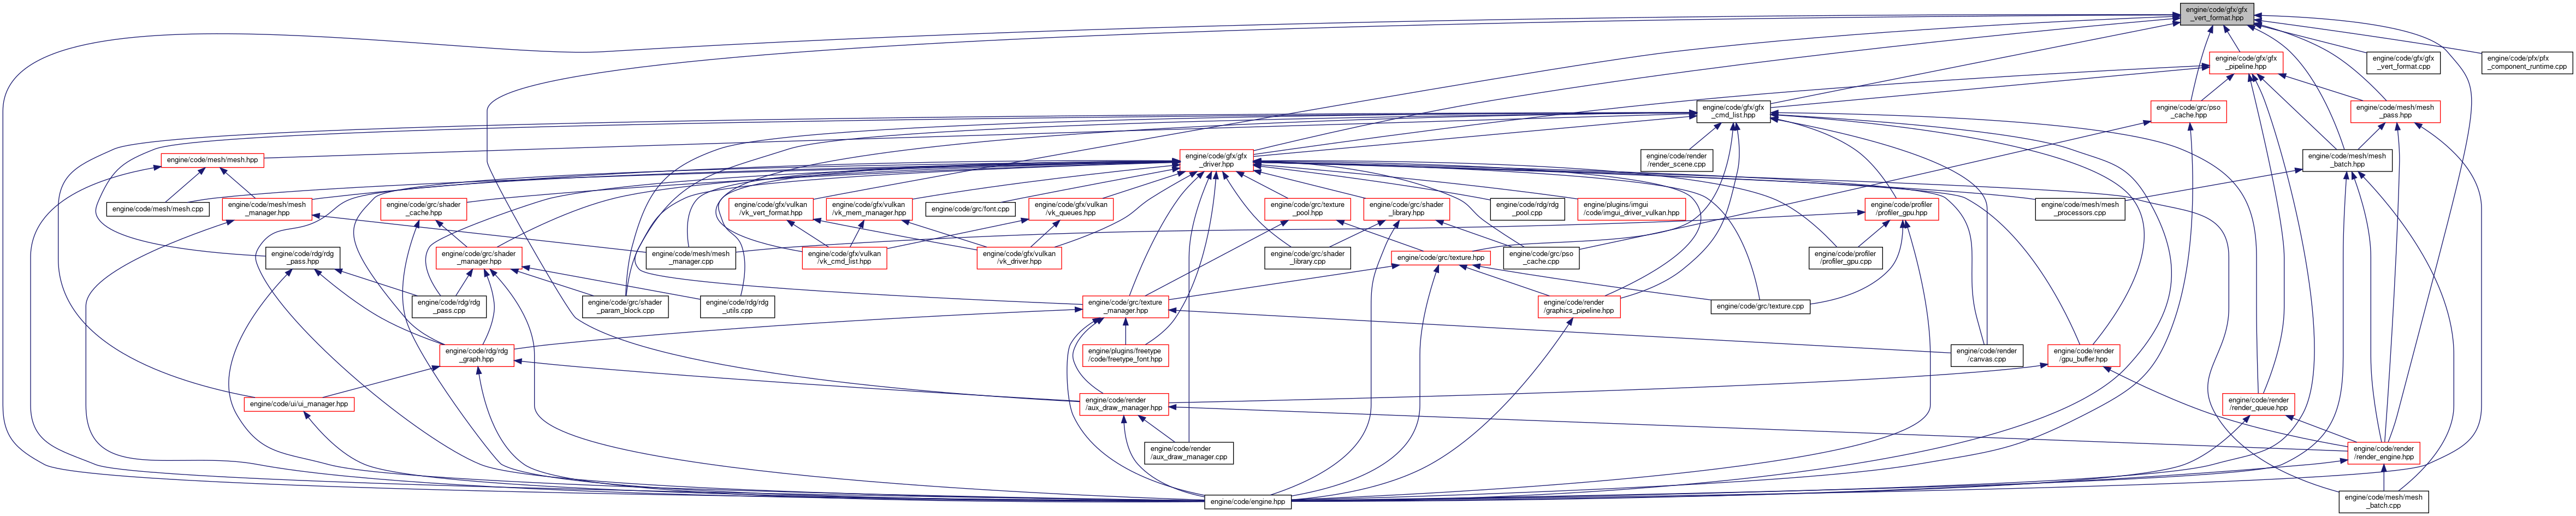 engine/code/gfx/gfx
_vert_format.hpp
engine/code/gfx/gfx
_pipeline.hpp
engine/code/gfx/gfx
_vert_format.cpp
engine/code/pfx/pfx
_component_runtime.cpp
engine/code/gfx/gfx
_cmd_list.hpp
engine/code/grc/pso
_cache.hpp
engine/code/mesh/mesh
_pass.hpp
engine/code/mesh/mesh.hpp
engine/code/gfx/gfx
_driver.hpp
engine/code/render
/render_scene.cpp
engine/code/mesh/mesh
_batch.hpp
engine/code/mesh/mesh.cpp
engine/code/mesh/mesh
_manager.hpp
engine/code/grc/shader
_cache.hpp
engine/code/gfx/vulkan
/vk_vert_format.hpp
engine/code/gfx/vulkan
/vk_mem_manager.hpp
engine/code/grc/font.cpp
engine/code/gfx/vulkan
/vk_queues.hpp
engine/code/grc/texture
_pool.hpp
engine/code/grc/shader
_library.hpp
engine/code/rdg/rdg
_pool.cpp
engine/plugins/imgui
/code/imgui_driver_vulkan.hpp
engine/code/profiler
/profiler_gpu.hpp
engine/code/mesh/mesh
_processors.cpp
engine/code/rdg/rdg
_pass.hpp
engine/code/grc/shader
_manager.hpp
engine/code/mesh/mesh
_manager.cpp
engine/code/gfx/vulkan
/vk_cmd_list.hpp
engine/code/gfx/vulkan
/vk_driver.hpp
engine/code/grc/shader
_library.cpp
engine/code/grc/texture.hpp
engine/code/grc/pso
_cache.cpp
engine/code/profiler
/profiler_gpu.cpp
engine/code/rdg/rdg
_pass.cpp
engine/code/grc/shader
_param_block.cpp
engine/code/rdg/rdg
_utils.cpp
engine/code/grc/texture
_manager.hpp
engine/code/render
/graphics_pipeline.hpp
engine/code/grc/texture.cpp
engine/code/rdg/rdg
_graph.hpp
engine/plugins/freetype
/code/freetype_font.hpp
engine/code/render
/canvas.cpp
engine/code/render
/gpu_buffer.hpp
engine/code/ui/ui_manager.hpp
engine/code/render
/aux_draw_manager.hpp
engine/code/render
/render_queue.hpp
engine/code/render
/aux_draw_manager.cpp
engine/code/render
/render_engine.hpp
engine/code/engine.hpp
engine/code/mesh/mesh
_batch.cpp